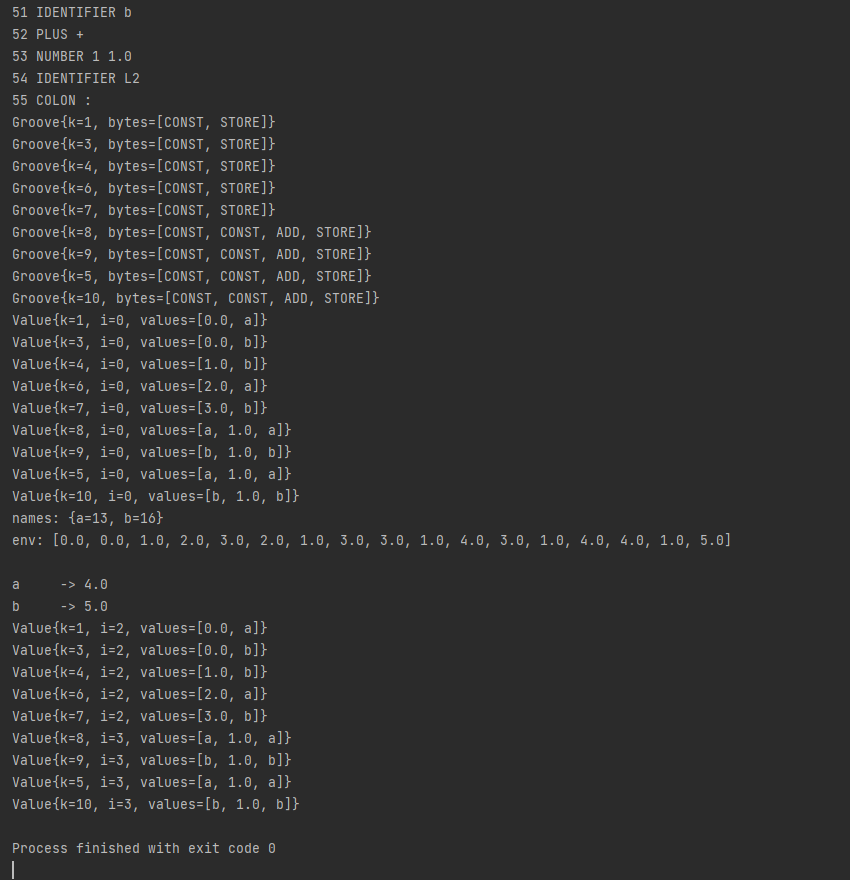 51 IDENTIFIER b
52 PLUS +
53 NUMBER 1 1.0
54 IDENTIFIER L2
55 COLON :
Groove{k=1, bytes=[CONST, STORE]}
Groove{k=3, bytes=[CONST, STORE]}
Groove{k=4, bytes=[CONST, STORE]}
Groove{k=6, bytes=[CONST, STORE]}
Groove{k=7, bytes=[CONST, STORE]}
Groove{k=8, bytes=[CONST, CONST, ADD, STORE]}
Groove{k=9, bytes=[CONST, CONST, ADD, STORE]}
Groove{k=5, bytes=[CONST, CONST, ADD, STORE]}
Groove{k=10, bytes=[CONST, CONST, ADD, STORE]}
Value{k=1, i=0, values=[0.0, a]}
Value{k=3, i=0, values=[0.0, b]}
Value{k=4, i=0, values=[1.0, b]}
Value{k=6, i=0, values=[2.0, a]}
Value{k=7, i=0, values=[3.0, b]}
Value{k=8, i=0, values=[a, 1.0, a]}
Value{k=9, i=0, values=[b, 1.0, b]}
Value{k=5, i=0, values=[a, 1.0, a]}
Value{k=10, i=0, values=[b, 1.0, b]}
names: {a=13, b=16}
env: [0.0, 0.0, 1.0, 2.0, 3.0, 2.0, 1.0, 3.0, 3.0, 1.0, 4.0, 3.0, 1.0, 4.0, 4.0, 1.0, 5.0]
a     -> 4.0
b     -> 5.0
Value{k=1, i=2, values=[0.0, a]}
Value{k=3, i=2, values=[0.0, b]}
Value{k=4, i=2, values=[1.0, b]}
Value{k=6, i=2, values=[2.0, a]}
Value{k=7, i=2, values=[3.0, b]}
Value{k=8, i=3, values=[a, 1.0, a]}
Value{k=9, i=3, values=[b, 1.0, b]}
Value{k=5, i=3, values=[a, 1.0, a]}
Value{k=10, i=3, values=[b, 1.0, b]}
Process finished with exit code 0